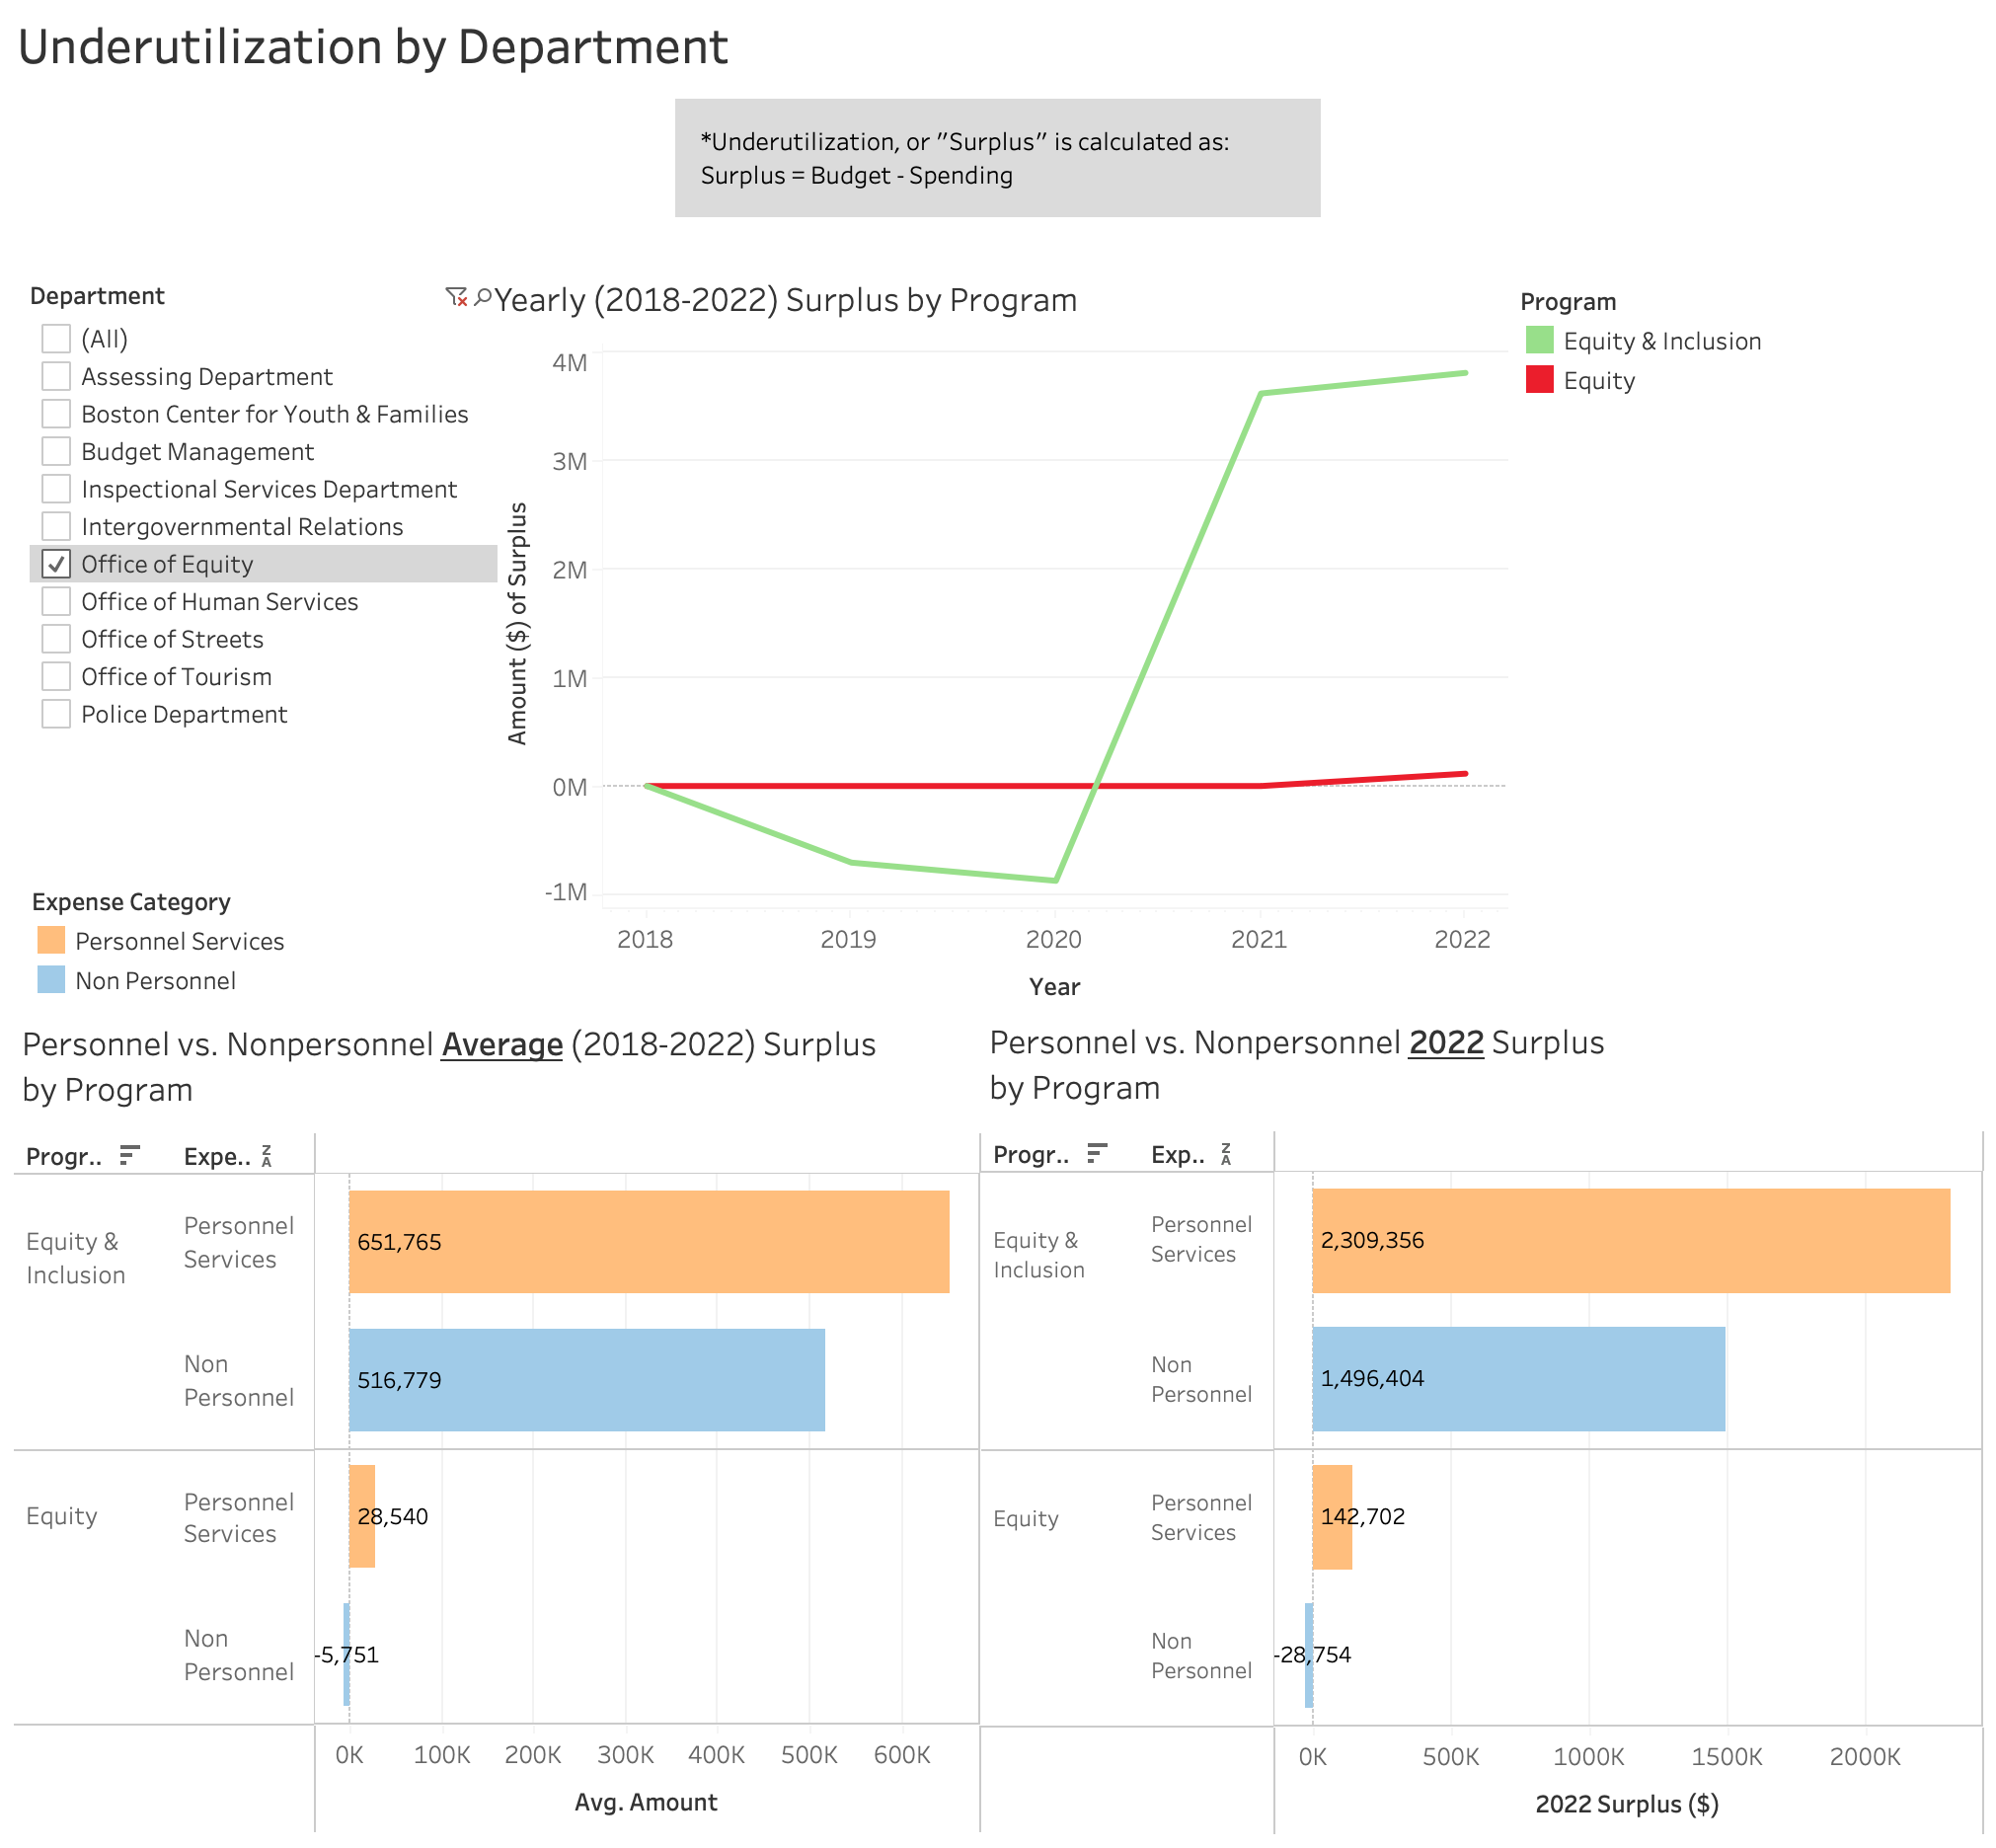 Underutilization by Department
*Underutilization, or "Surplus" is calculated as:
Surplus = Budget - Spending
Department
(All)
Assessing Department
Boston Center for Youth & Families
Budget Management
Inspectional Services Department
Intergovernmental Relations
Office of Equity
Office of Human Services
Office of Streets
Office of Tourism
Police Department
Yearly (2018-2022) Surplus by Program
Amount ($) of Surplus
4M
3M
2M
1M
0M
-1M
2018 2019 2020 2021 2022
Year
Program
Equity & Inclusion
Equity
Expense Category
Personnel Services
Non Personnel
Personnel vs. Nonpersonnel Average (2018-2022) Surplus
by Program
Progr.. Expe..
Equity &
Inclusion
Personnel
Services
651,765
Non
Personnel
516,779
Equity
Personnel
Services
28,540
Non
Personnel
-5,751
0K 100K 200K 300K 400K 500K 600K
Avg. Amount
Personnel vs. Nonpersonnel 2022 Surplus
by Program
Progr.. Exp..
Equity &
Inclusion
Personnel
Services
2,309,356
Non
Personnel
1,496,404
Equity
Personnel
Services
142,702
Non
Personnel
-28,754
0K 500K 1000K 1500K 2000K
2022 Surplus ($)